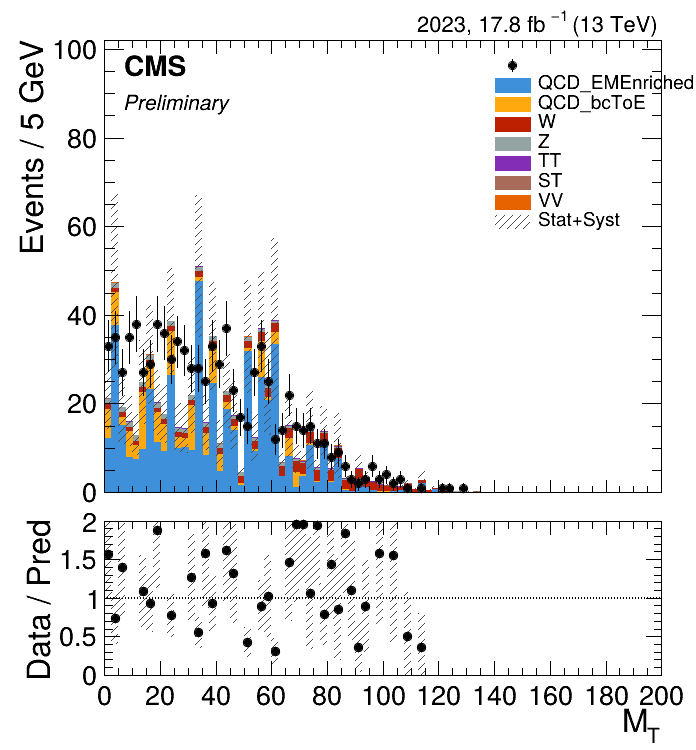 2023, 17.8 fb⁻¹ (13 TeV)
CMS
Preliminary
QCD_EMEnriched
QCD_bcToE
W
Z
TT
ST
VV
Stat+Syst
Events / 5 GeV
100
80
60
40
20
0
Data / Pred
2
1.5
1
0.5
0
0 20 40 60 80 100 120 140 160 180 200
M_T